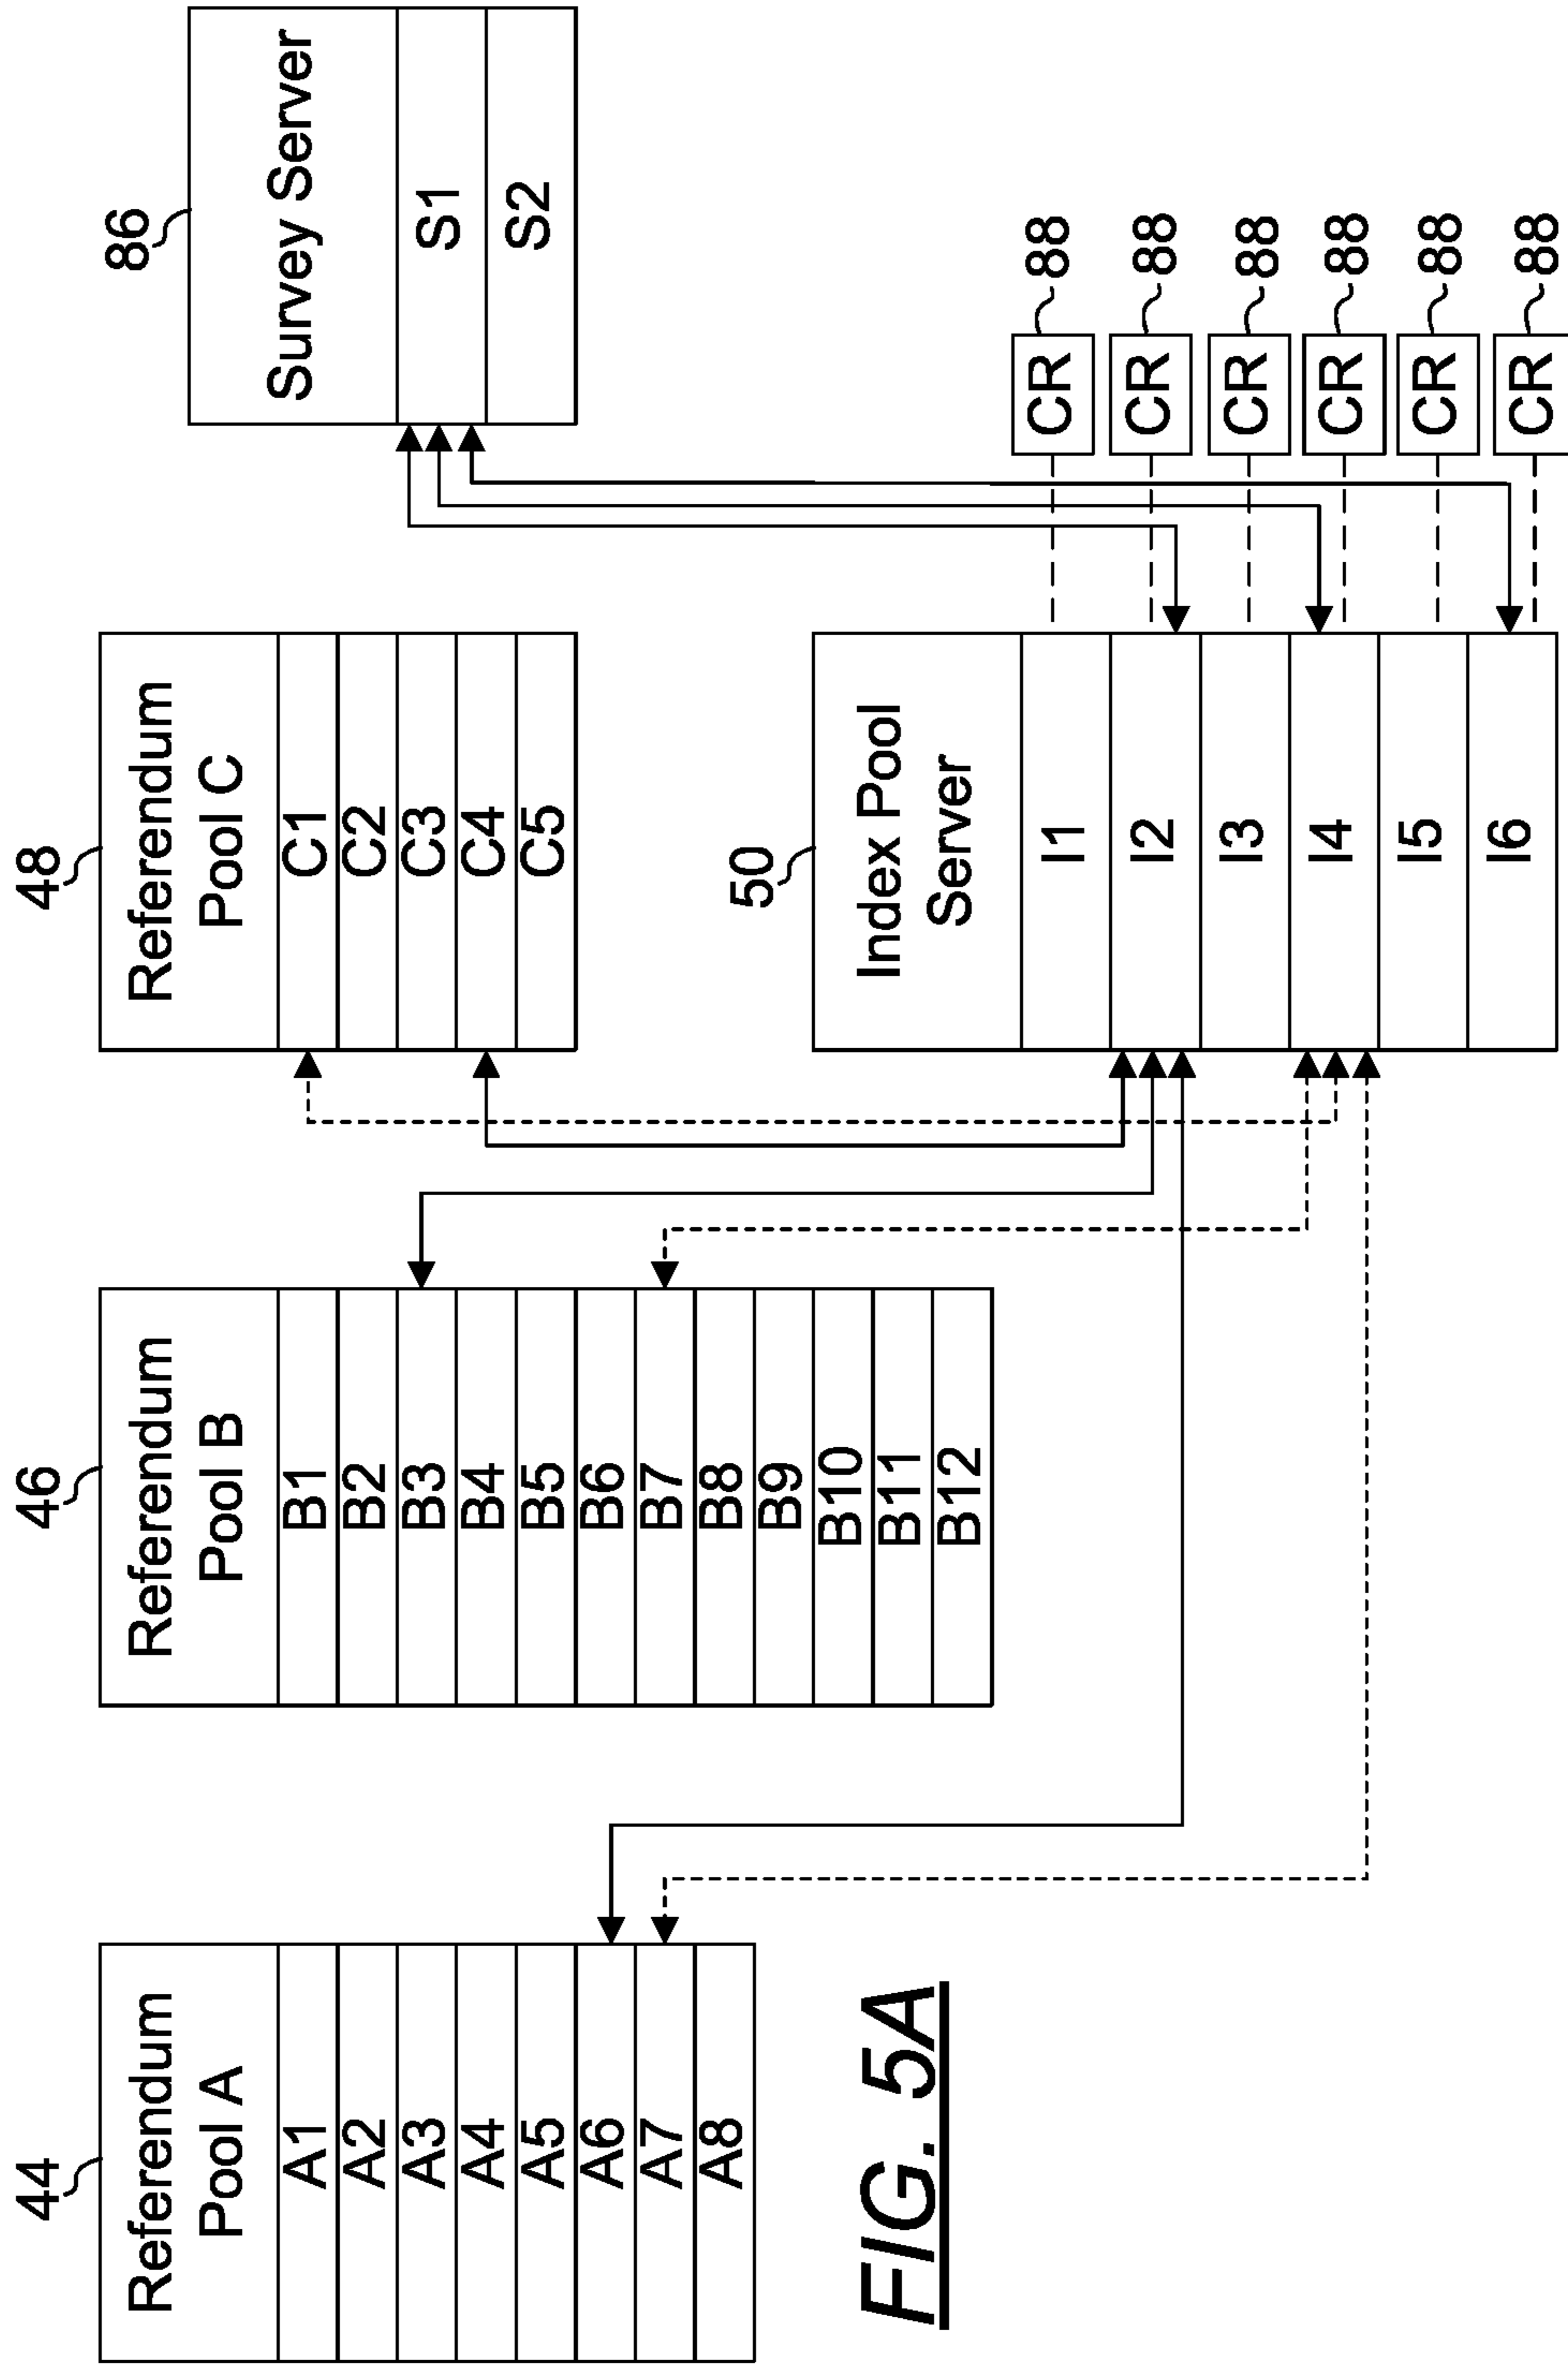 44
Referendum
Pool A
A1
A2
A3
A4
A5
A6
A7
A8
46
Referendum
Pool B
B1
B2
B3
B4
B5
B6
B7
B8
B9
B10
B11
B12
48
Referendum
Pool C
C1
C2
C3
C4
C5
86
Survey Server
S1
S2
50
Index Pool
Server
I1
I2
I3
I4
I5
I6
CR 88
CR 88
CR 88
CR 88
CR 88
CR 88
FIG. 5A